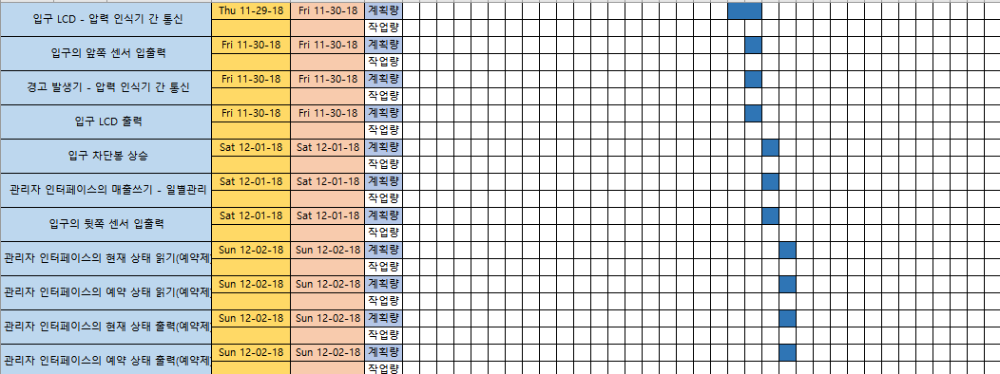 입구 LCD - 압력 인식기 간 통신 Thu 11-29-18 Fri 11-30-18 계획량
작업량
입구의 앞쪽 센서 입출력 Fri 11-30-18 Fri 11-30-18 계획량
작업량
경고 발생기 - 압력 인식기 간 통신 Fri 11-30-18 Fri 11-30-18 계획량
작업량
입구 LCD 출력 Fri 11-30-18 Fri 11-30-18 계획량
작업량
입구 차단봉 상승 Sat 12-01-18 Sat 12-01-18 계획량
작업량
관리자 인터페이스의 매출쓰기 - 일별관리 Sat 12-01-18 Sat 12-01-18 계획량
작업량
입구의 뒷쪽 센서 입출력 Sat 12-01-18 Sat 12-01-18 계획량
작업량
관리자 인터페이스의 현재 상태 읽기(예약제 Sun 12-02-18 Sun 12-02-18 계획량
작업량
관리자 인터페이스의 예약 상태 읽기(예약제 Sun 12-02-18 Sun 12-02-18 계획량
작업량
관리자 인터페이스의 현재 상태 출력(예약제 Sun 12-02-18 Sun 12-02-18 계획량
작업량
관리자 인터페이스의 예약 상태 출력(예약제 Sun 12-02-18 Sun 12-02-18 계획량
작업량